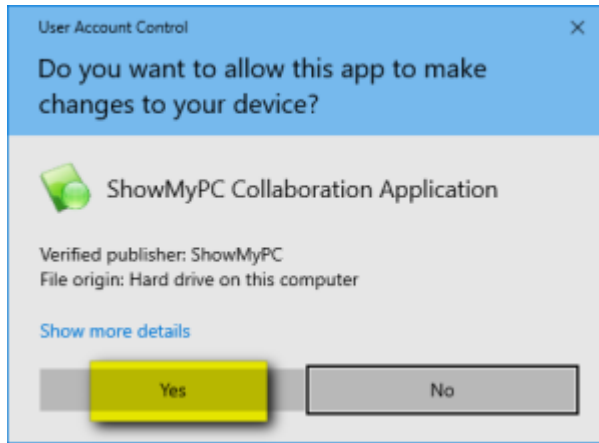 User Account Control
Do you want to allow this app to make
changes to your device?
ShowMyPC Collaboration Application
Verified publisher: ShowMyPC
File origin: Hard drive on this computer
Show more details
Yes No